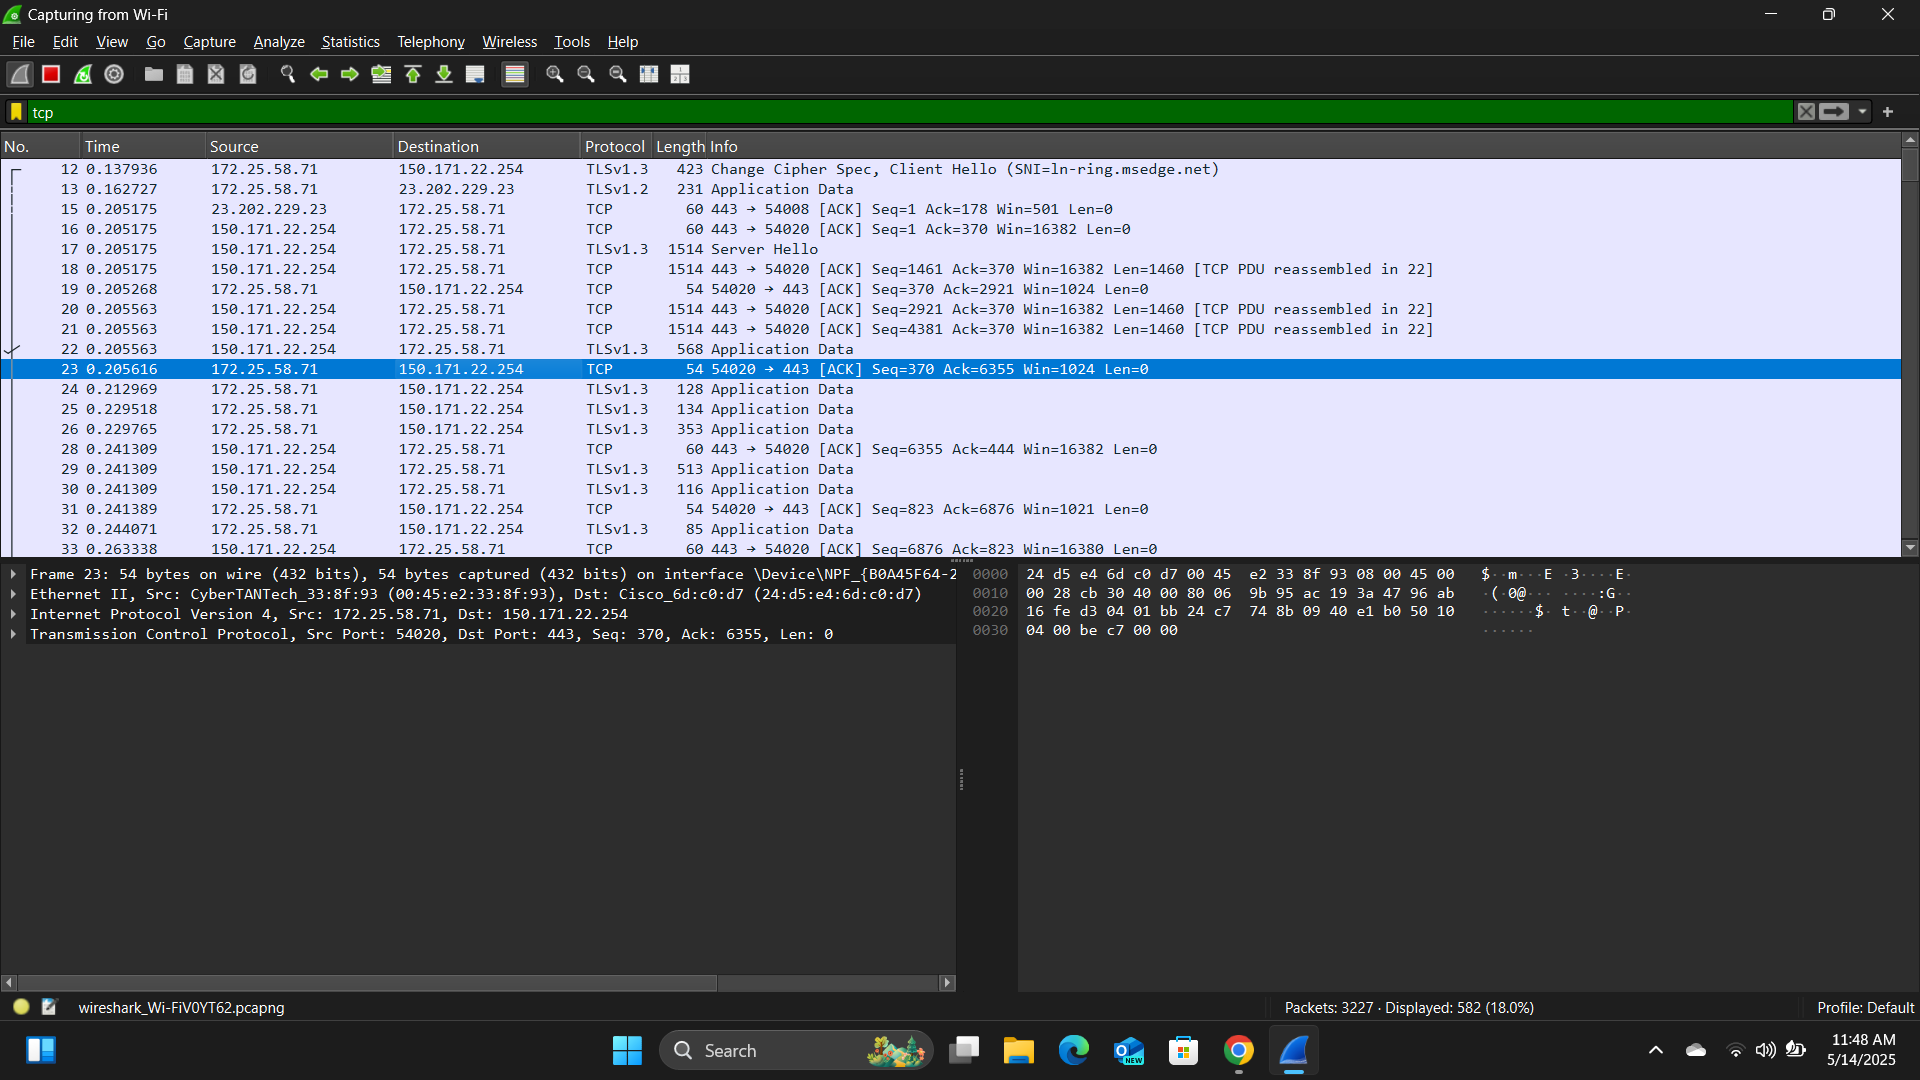 Capturing from Wi-Fi
File Edit View Go Capture Analyze Statistics Telephony Wireless Tools Help
tcp
No. Time Source Destination Protocol Length Info
12 0.137936 172.25.58.71 150.171.22.254 TLSv1.3 423 Change Cipher Spec, Client Hello (SNI=ln-ring.msedge.net)
13 0.162727 172.25.58.71 23.202.229.23 TLSv1.2 231 Application Data
15 0.205175 23.202.229.23 172.25.58.71 TCP 60 443 → 54008 [ACK] Seq=1 Ack=178 Win=501 Len=0
16 0.205175 150.171.22.254 172.25.58.71 TCP 60 443 → 54020 [ACK] Seq=1 Ack=370 Win=16382 Len=0
17 0.205175 150.171.22.254 172.25.58.71 TLSv1.3 1514 Server Hello
18 0.205175 150.171.22.254 172.25.58.71 TCP 1514 443 → 54020 [ACK] Seq=1461 Ack=370 Win=16382 Len=1460 [TCP PDU reassembled in 22]
19 0.205268 172.25.58.71 150.171.22.254 TCP 54 54020 → 443 [ACK] Seq=370 Ack=2921 Win=1024 Len=0
20 0.205563 150.171.22.254 172.25.58.71 TCP 1514 443 → 54020 [ACK] Seq=2921 Ack=370 Win=16382 Len=1460 [TCP PDU reassembled in 22]
21 0.205563 150.171.22.254 172.25.58.71 TCP 1514 443 → 54020 [ACK] Seq=4381 Ack=370 Win=16382 Len=1460 [TCP PDU reassembled in 22]
22 0.205563 150.171.22.254 172.25.58.71 TLSv1.3 568 Application Data
23 0.205616 172.25.58.71 150.171.22.254 TCP 54 54020 → 443 [ACK] Seq=370 Ack=6355 Win=1024 Len=0
24 0.212969 172.25.58.71 150.171.22.254 TLSv1.3 128 Application Data
25 0.229518 172.25.58.71 150.171.22.254 TLSv1.3 134 Application Data
26 0.229765 172.25.58.71 150.171.22.254 TLSv1.3 353 Application Data
28 0.241309 150.171.22.254 172.25.58.71 TCP 60 443 → 54020 [ACK] Seq=6355 Ack=444 Win=16382 Len=0
29 0.241309 150.171.22.254 172.25.58.71 TLSv1.3 513 Application Data
30 0.241309 150.171.22.254 172.25.58.71 TLSv1.3 116 Application Data
31 0.241389 172.25.58.71 150.171.22.254 TCP 54 54020 → 443 [ACK] Seq=823 Ack=6876 Win=1021 Len=0
32 0.244071 172.25.58.71 150.171.22.254 TLSv1.3 85 Application Data
33 0.263338 150.171.22.254 172.25.58.71 TCP 60 443 → 54020 [ACK] Seq=6876 Ack=823 Win=16380 Len=0
Frame 23: 54 bytes on wire (432 bits), 54 bytes captured (432 bits) on interface \Device\NPF_{B0A45F64-2
Ethernet II, Src: CyberTANTech_33:8f:93 (00:45:e2:33:8f:93), Dst: Cisco_6d:c0:d7 (24:d5:e4:6d:c0:d7)
Internet Protocol Version 4, Src: 172.25.58.71, Dst: 150.171.22.254
Transmission Control Protocol, Src Port: 54020, Dst Port: 443, Seq: 370, Ack: 6355, Len: 0
0000 24 d5 e4 6d c0 d7 00 45 e2 33 8f 93 08 00 45 00 $··m···E ·3····E·
0010 00 28 cb 30 40 00 80 06 9b 95 ac 19 3a 47 96 ab ·(·0@··· ····:G··
0020 16 fe d3 04 01 bb 24 c7 74 8b 09 40 e1 b0 50 10 ······$· t··@··P·
0030 04 00 be c7 00 00 ······
wireshark_Wi-FiV0YT62.pcapng
Packets: 3227 · Displayed: 582 (18.0%)
Profile: Default
Search
NEW
11:48 AM
5/14/2025